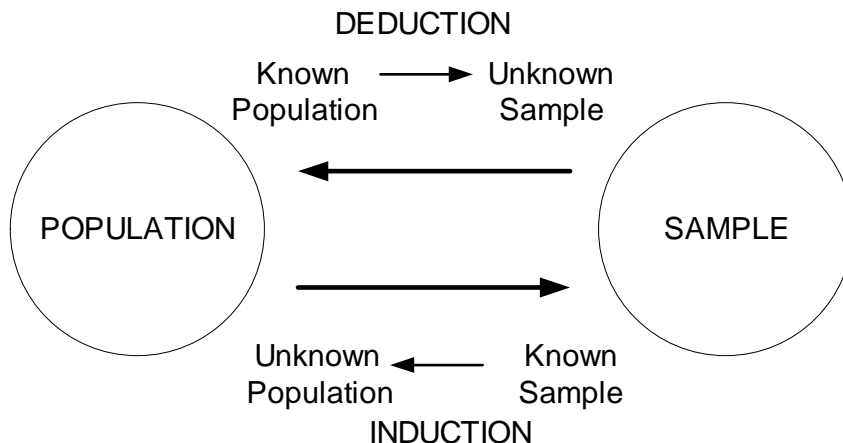 DEDUCTION
Known Unknown
Population Sample
POPULATION SAMPLE
Unknown Known
Population Sample
INDUCTION